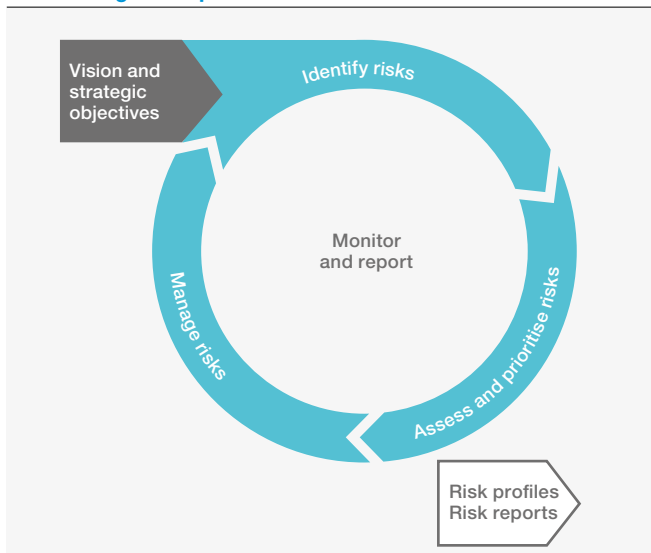 Vision and
strategic
objectives
Identify risks
Monitor
and report
Manage risks
Assess and prioritise risks
Risk profiles
Risk reports